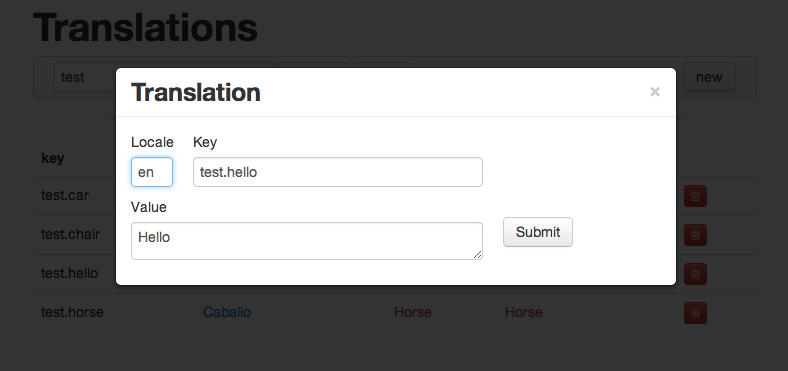 Translations
test
new
Translation
×
Locale Key
en test.hello
Value
Hello
Submit
key
test.car
test.chair
test.hello
test.horse Caballo Horse Horse